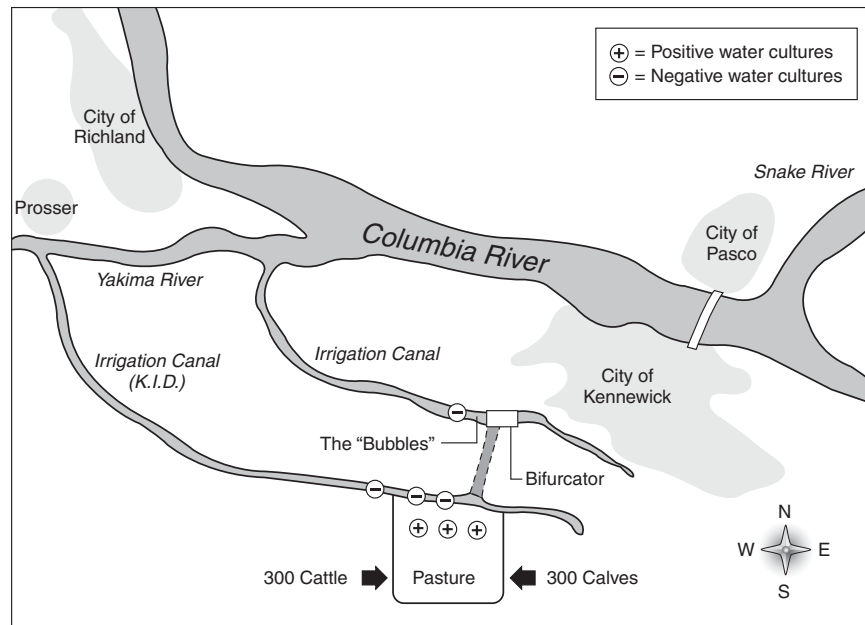 ⊕ = Positive water cultures
⊖ = Negative water cultures
City of
Richland
Snake River
Prosser
City of
Pasco
Columbia River
Yakima River
Irrigation Canal
(K.I.D.)
Irrigation Canal
City of
Kennewick
The "Bubbles"
Bifurcator
N
W
E
S
300 Cattle
Pasture
300 Calves